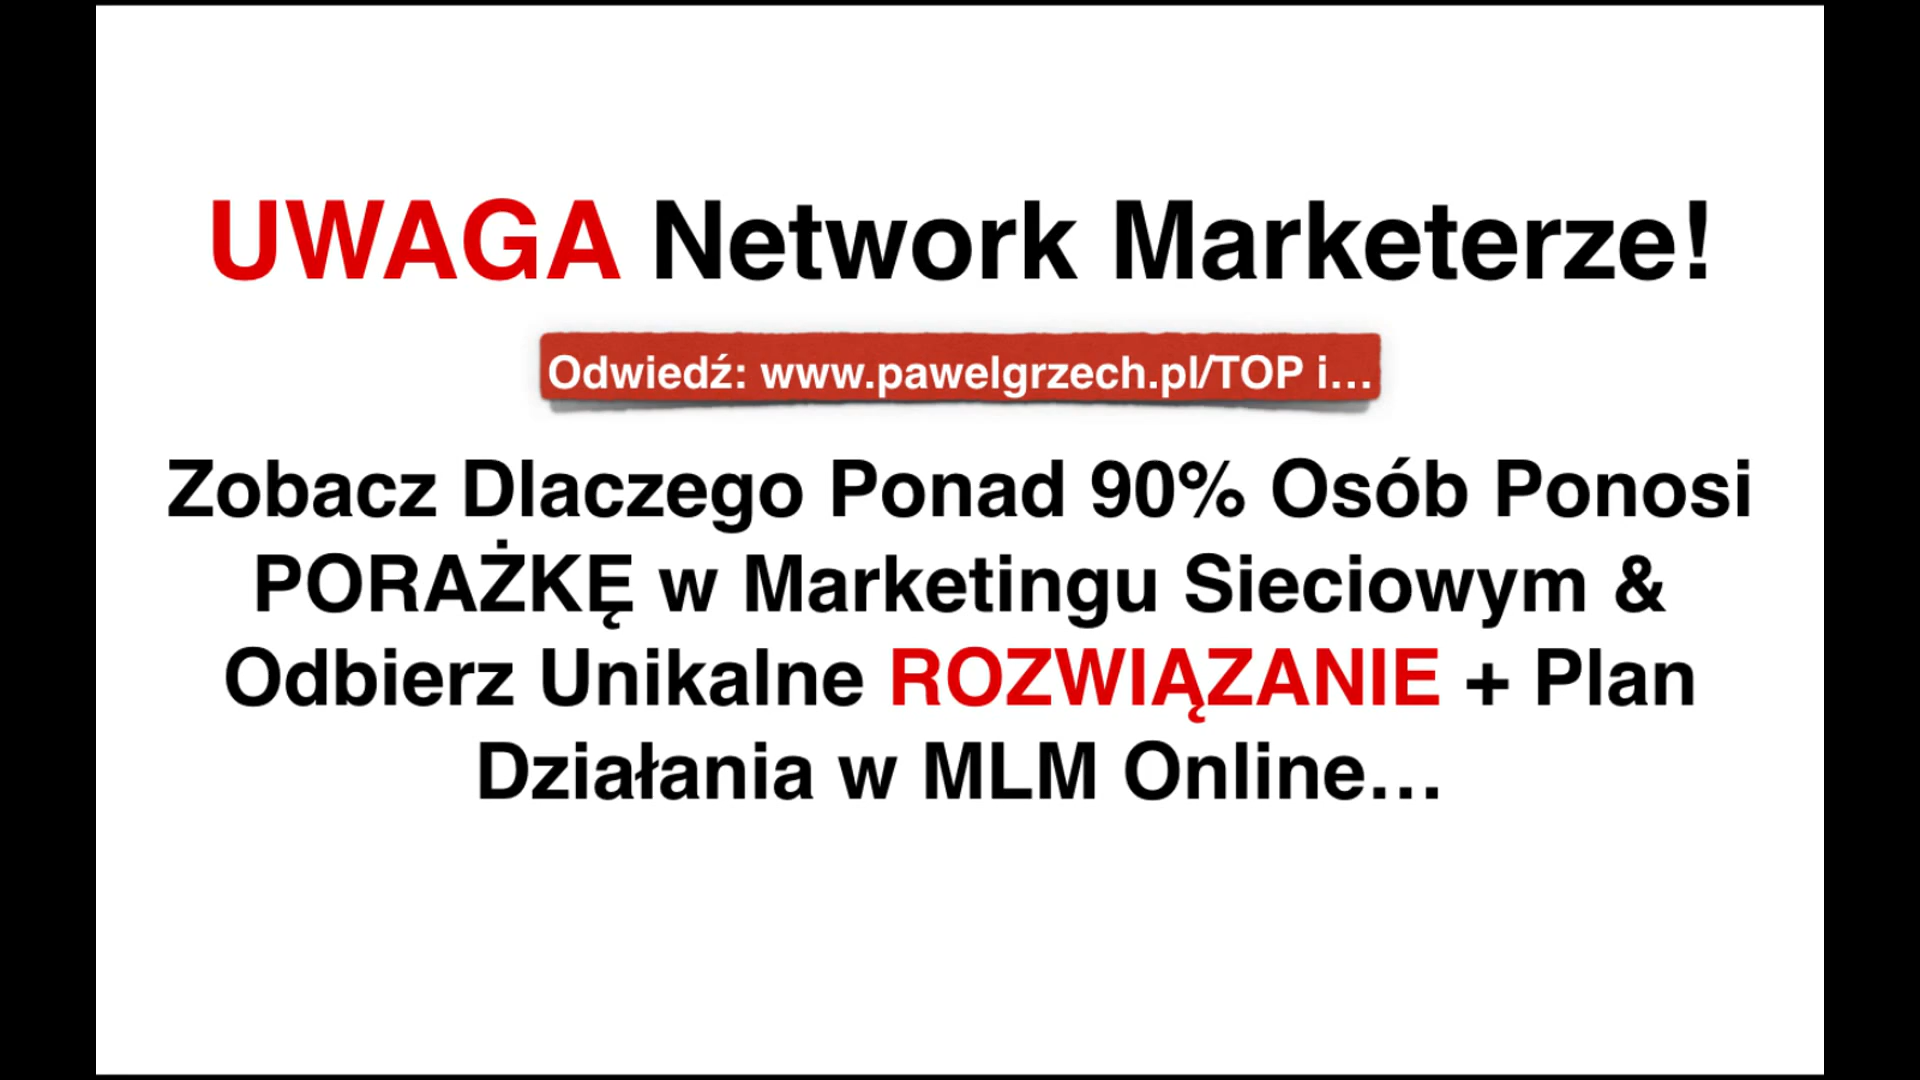 UWAGA Network Marketerze!
Odwiedź: www.pawelgrzech.pl/TOP i...
Zobacz Dlaczego Ponad 90% Osób Ponosi
PORAŻKĘ w Marketingu Sieciowym &
Odbierz Unikalne ROZWIĄZANIE + Plan
Działania w MLM Online...